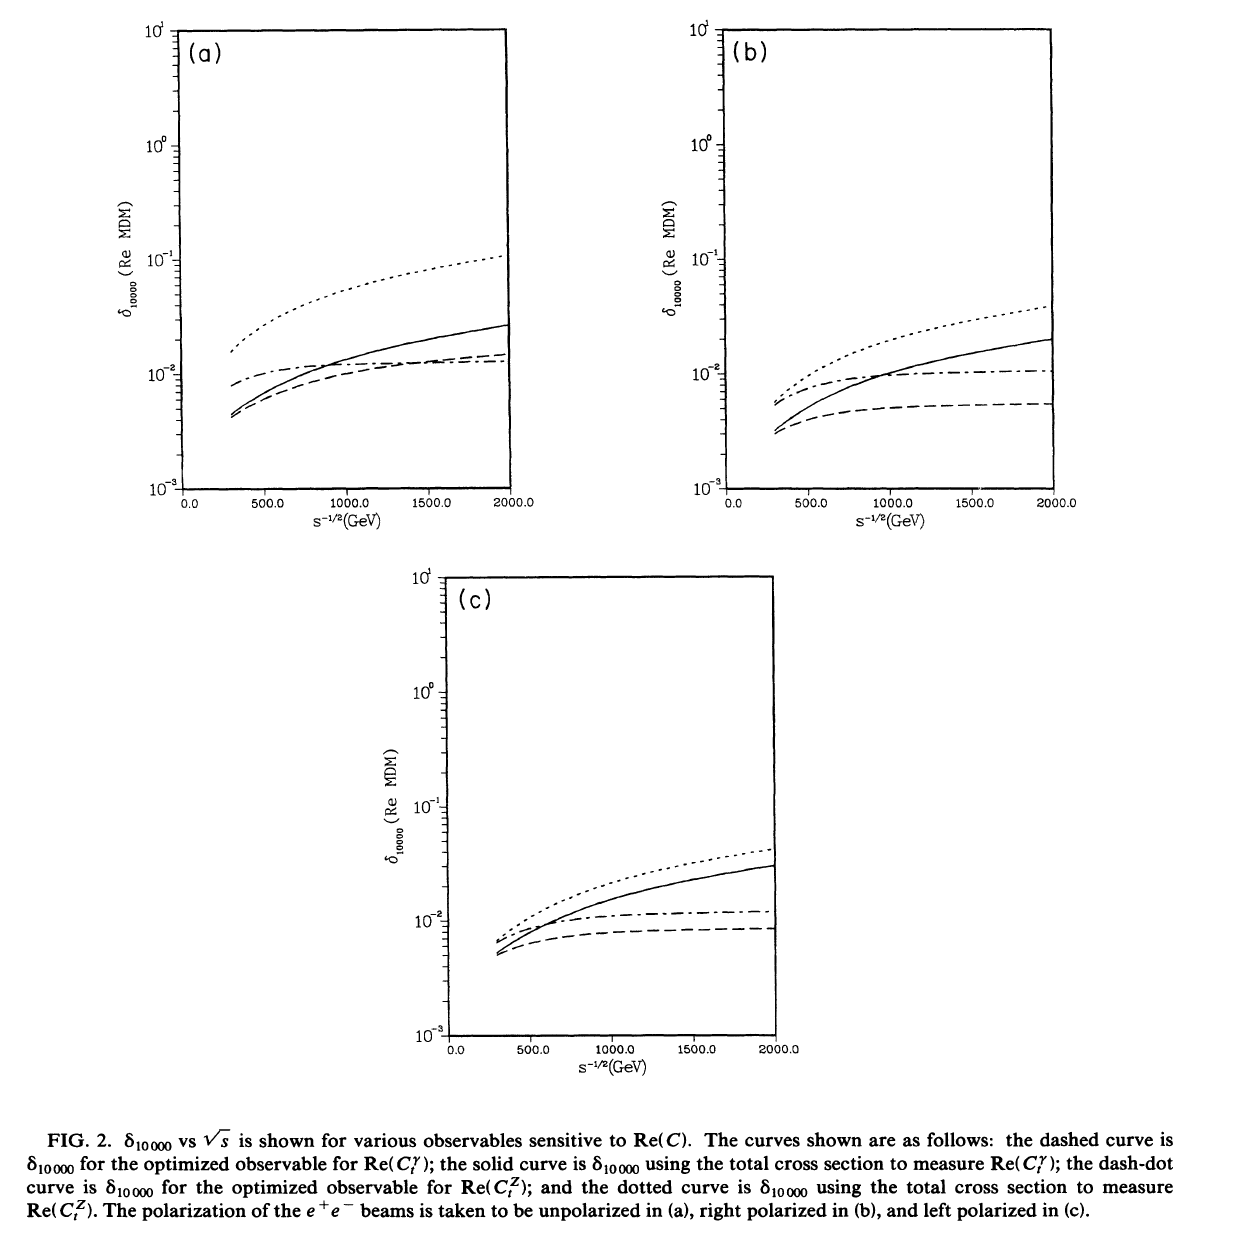 (a)
10¹
10⁰
10⁻¹
10⁻²
10⁻³
δ₁₀₀₀₀ (Re MDM)
0.0 500.0 1000.0 1500.0 2000.0
s⁻¹/²(GeV)
(b)
10¹
10⁰
10⁻¹
10⁻²
10⁻³
δ₁₀₀₀₀ (Re MDM)
0.0 500.0 1000.0 1500.0 2000.0
s⁻¹/²(GeV)
(c)
10¹
10⁰
10⁻¹
10⁻²
10⁻³
δ₁₀₀₀₀ (Re MDM)
0.0 500.0 1000.0 1500.0 2000.0
s⁻¹/²(GeV)
FIG. 2. δ₁₀ ₀₀₀ vs √s is shown for various observables sensitive to Re(C). The curves shown are as follows: the dashed curve is
δ₁₀ ₀₀₀ for the optimized observable for Re(Cₜ^γ); the solid curve is δ₁₀ ₀₀₀ using the total cross section to measure Re(Cₜ^γ); the dash-dot
curve is δ₁₀ ₀₀₀ for the optimized observable for Re(Cₜ^Z); and the dotted curve is δ₁₀ ₀₀₀ using the total cross section to measure
Re(Cₜ^Z). The polarization of the e⁺e⁻ beams is taken to be unpolarized in (a), right polarized in (b), and left polarized in (c).